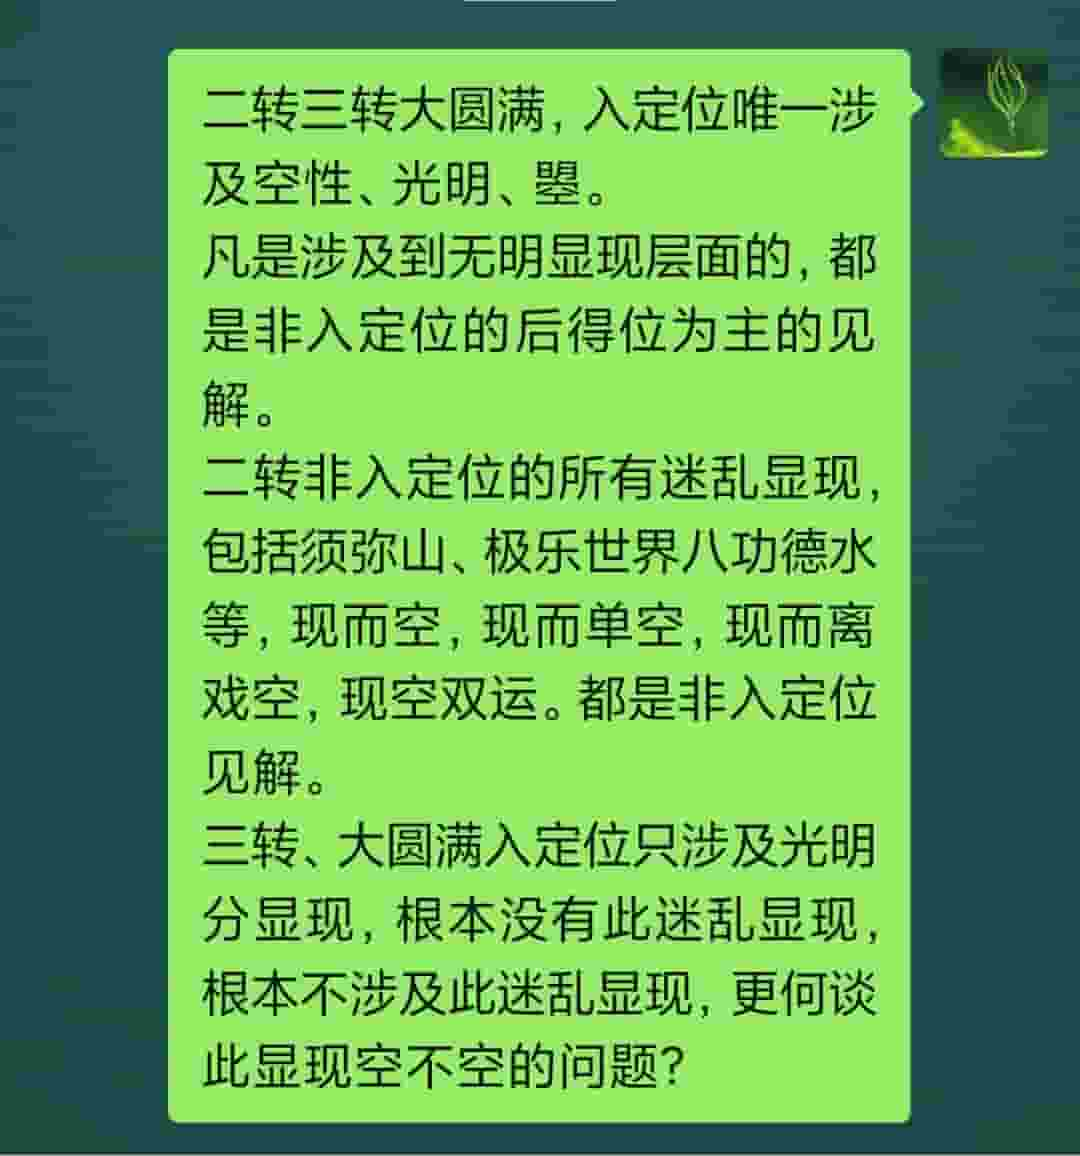 二转三转大圆满，入定位唯一涉
及空性、光明、曌。
凡是涉及到无明显现层面的，都
是非入定位的后得位为主的见
解。
二转非入定位的所有迷乱显现，
包括须弥山、极乐世界八功德水
等，现而空，现而单空，现而离
戏空，现空双运。都是非入定位
见解。
三转、大圆满入定位只涉及光明
分显现，根本没有此迷乱显现，
根本不涉及此迷乱显现，更何谈
此显现空不空的问题？